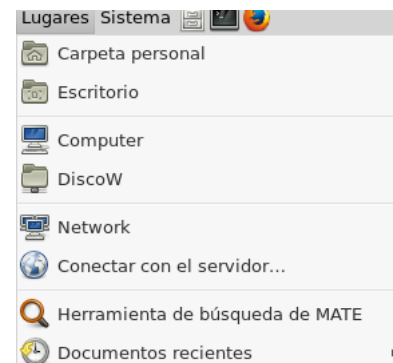 Lugares Sistema
Carpeta personal
Escritorio
Computer
DiscoW
Network
Conectar con el servidor...
Herramienta de búsqueda de MATE
Documentos recientes